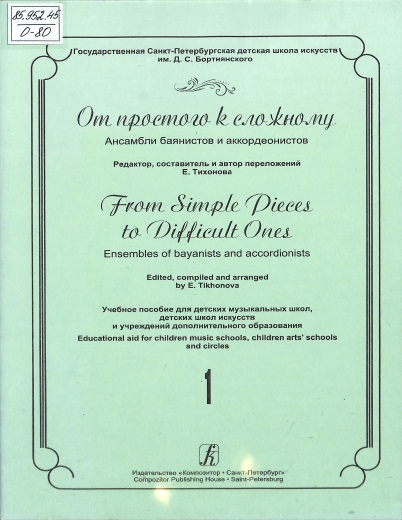 85.952.45
О-80
Государственная Санкт-Петербургская детская школа искусств
им. Д. С. Бортнянского
От простого к сложному
Ансамбли баянистов и аккордеонистов
Редактор, составитель и автор переложений
Е. Тихонова
From Simple Pieces
to Difficult Ones
Ensembles of bayanists and accordionists
Edited, compiled and arranged
by E. Tikhonova
Учебное пособие для детских музыкальных школ,
детских школ искусств
и учреждений дополнительного образования
Educational aid for children music schools, children arts' schools
and circles
1
Издательство «Композитор • Санкт-Петербург»
Compozitor Publishing House • Saint-Petersburg